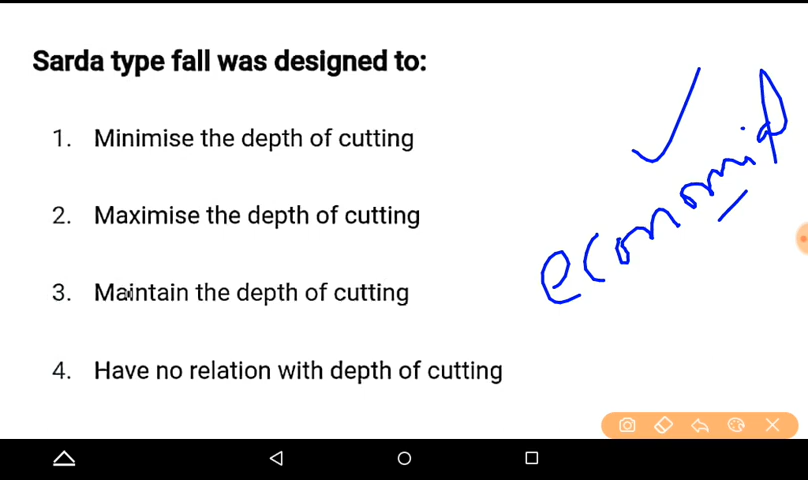 Sarda type fall was designed to:
1. Minimise the depth of cutting
2. Maximise the depth of cutting
3. Maintain the depth of cutting
4. Have no relation with depth of cutting